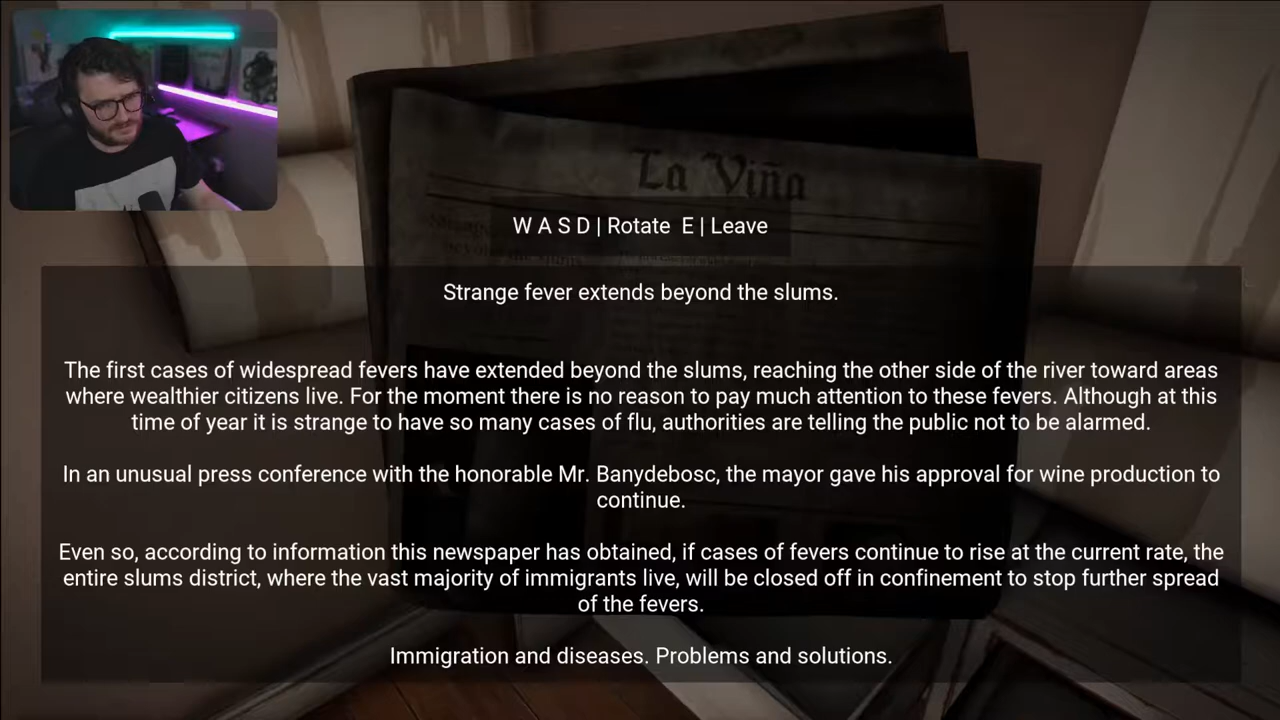 La Viña
W A S D | Rotate E | Leave
Strange fever extends beyond the slums.
The first cases of widespread fevers have extended beyond the slums, reaching the other side of the river toward areas
where wealthier citizens live. For the moment there is no reason to pay much attention to these fevers. Although at this
time of year it is strange to have so many cases of flu, authorities are telling the public not to be alarmed.
In an unusual press conference with the honorable Mr. Banydebosc, the mayor gave his approval for wine production to
continue.
Even so, according to information this newspaper has obtained, if cases of fevers continue to rise at the current rate, the
entire slums district, where the vast majority of immigrants live, will be closed off in confinement to stop further spread
of the fevers.
Immigration and diseases. Problems and solutions.